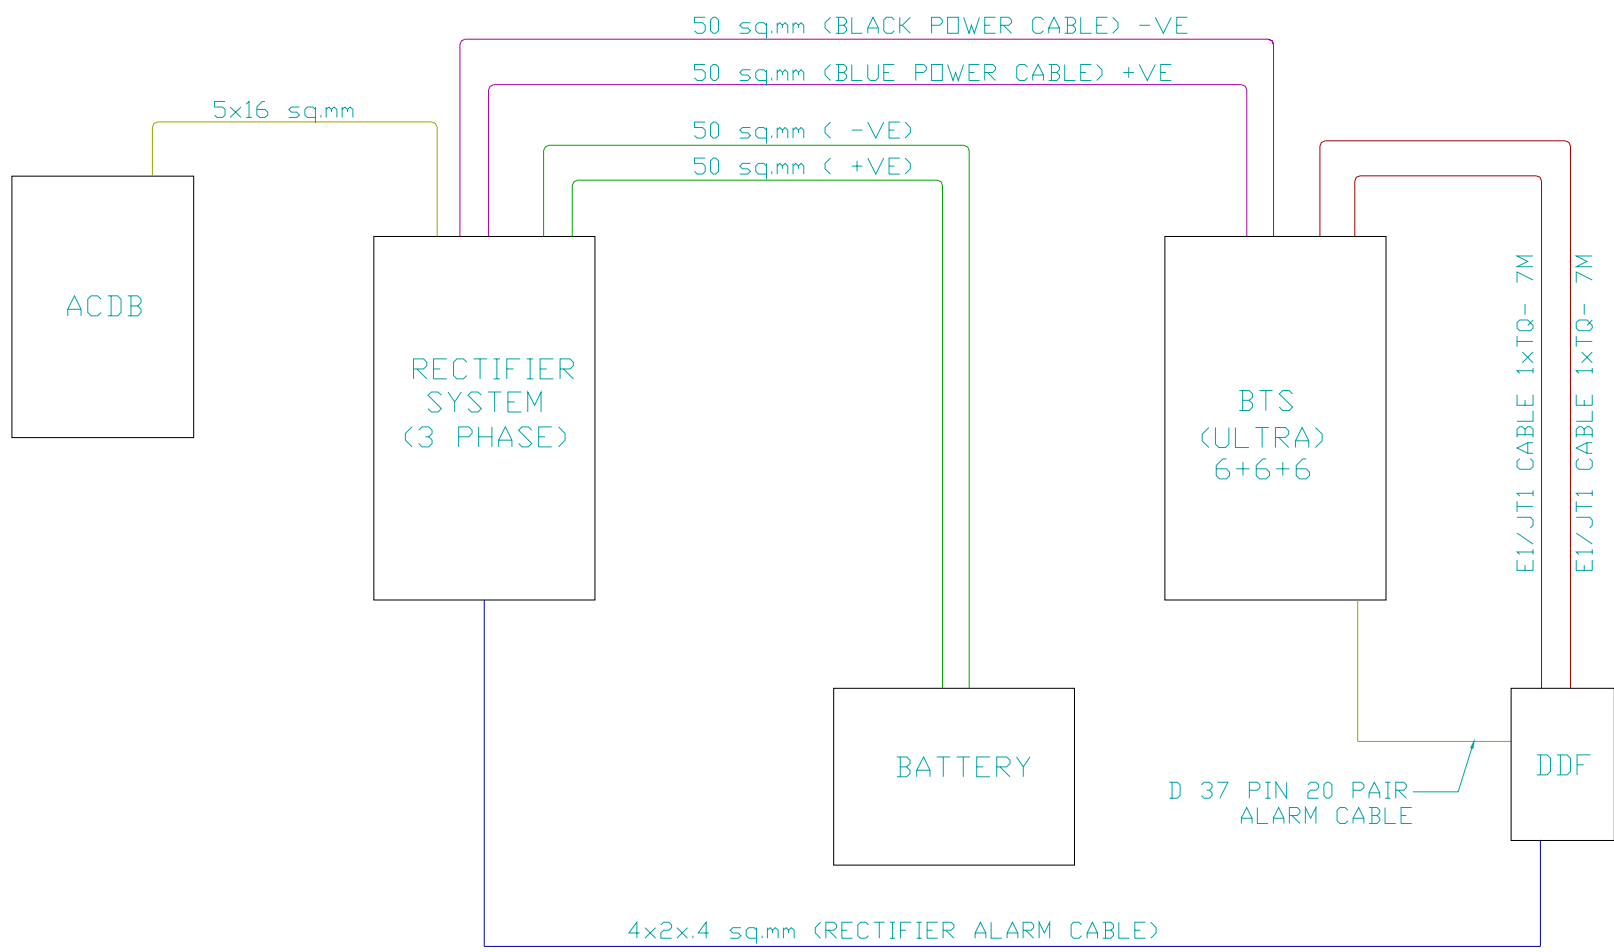 50 sq.mm (BLACK POWER CABLE) -VE
50 sq.mm (BLUE POWER CABLE) +VE
5x16 sq.mm
50 sq.mm ( -VE)
50 sq.mm ( +VE)
ACDB
RECTIFIER
SYSTEM
(3 PHASE)
BTS
(ULTRA)
6+6+6
E1/JT1 CABLE 1xTQ- 7M
E1/JT1 CABLE 1xTQ- 7M
BATTERY
DDF
D 37 PIN 20 PAIR
ALARM CABLE
4x2x.4 sq.mm (RECTIFIER ALARM CABLE)